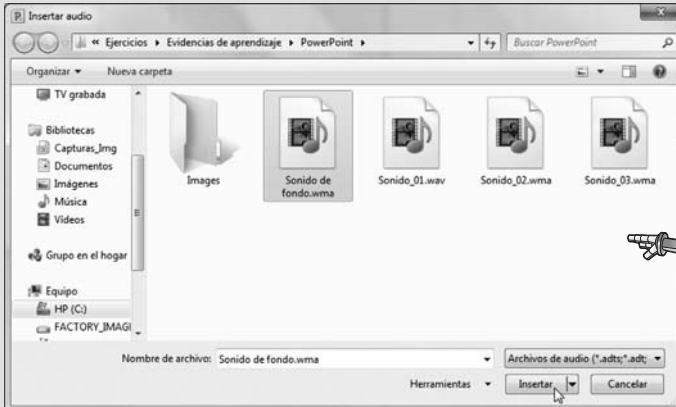 Insertar audio
« Ejercicios ▸ Evidencias de aprendizaje ▸ PowerPoint ▸
Buscar PowerPoint
Organizar ▾ Nueva carpeta
TV grabada
Bibliotecas
Capturas_Img
Documentos
Imágenes
Música
Videos
Grupo en el hogar
Equipo
HP (C:)
FACTORY_IMAG
Images
Sonido de
fondo.wma
Sonido_01.wav
Sonido_02.wma
Sonido_03.wma
Nombre de archivo: Sonido de fondo.wma
Archivos de audio (*.adts;*.adt;
Herramientas ▾ Insertar Cancelar